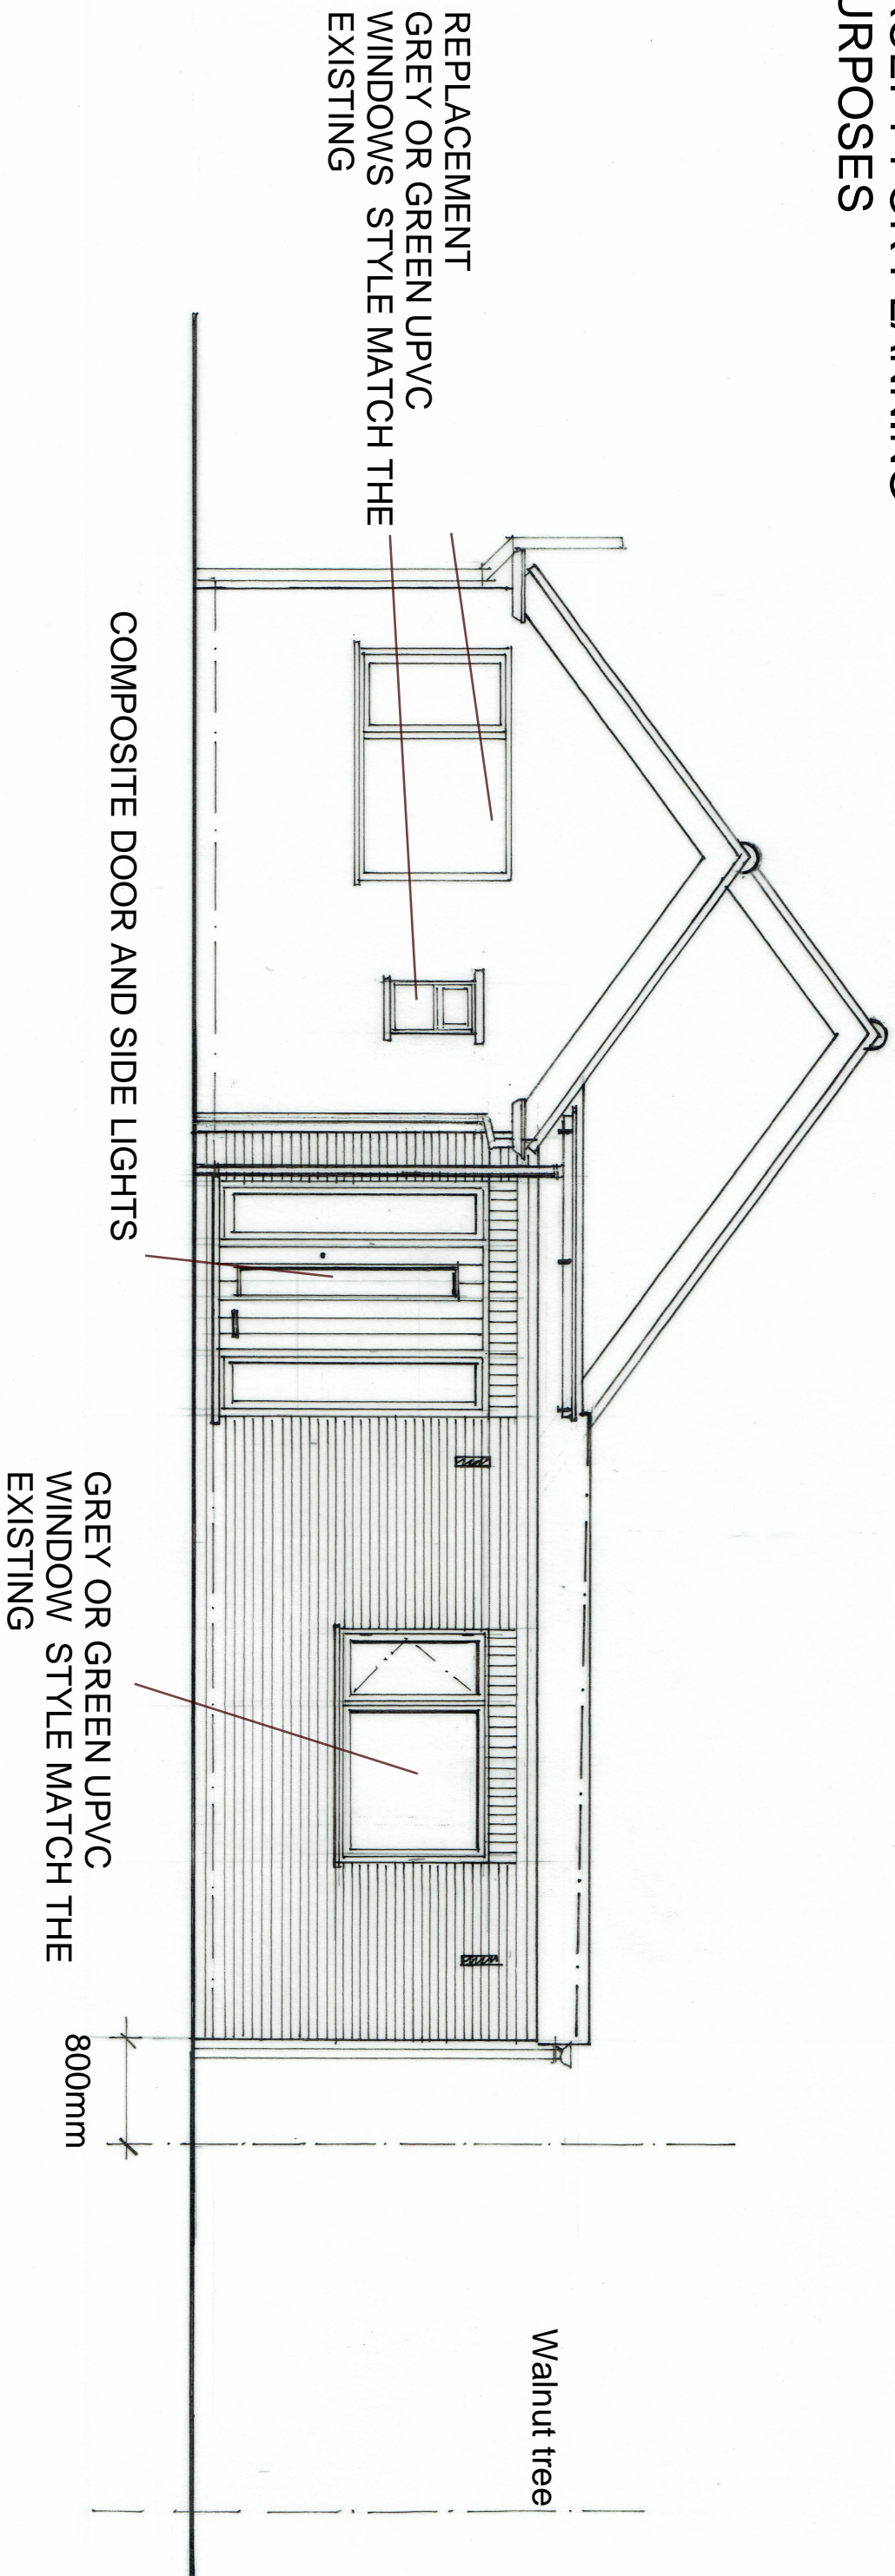 PURPOSES
REPLACEMENT
GREY OR GREEN UPVC
WINDOWS STYLE MATCH THE
EXISTING
COMPOSITE DOOR AND SIDE LIGHTS
GREY OR GREEN UPVC
WINDOW STYLE MATCH THE
EXISTING
800mm
Walnut tree